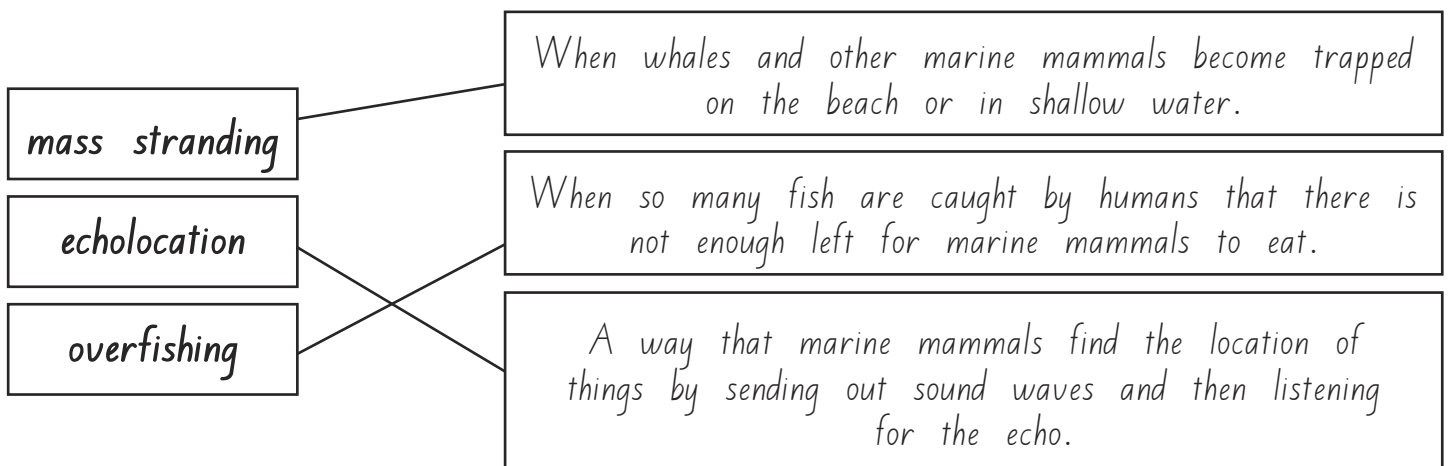 mass stranding
echolocation
overfishing
When whales and other marine mammals become trapped
on the beach or in shallow water.
When so many fish are caught by humans that there is
not enough left for marine mammals to eat.
A way that marine mammals find the location of
things by sending out sound waves and then listening
for the echo.